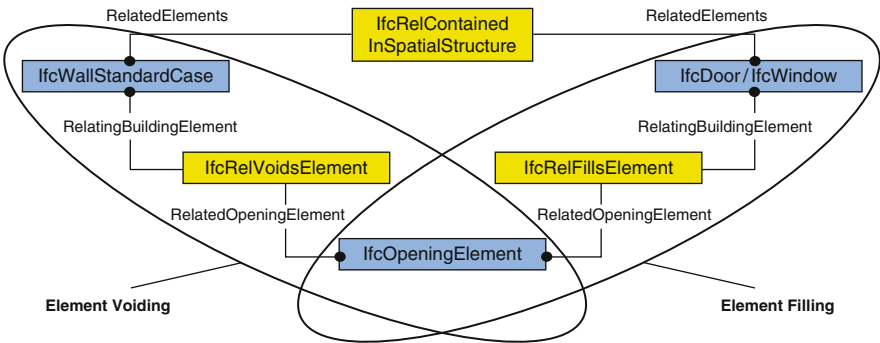 RelatedElements
IfcRelContained
InSpatialStructure
RelatedElements
IfcWallStandardCase
IfcDoor/IfcWindow
RelatingBuildingElement
RelatingBuildingElement
IfcRelVoidsElement
IfcRelFillsElement
RelatedOpeningElement
RelatedOpeningElement
IfcOpeningElement
Element Voiding
Element Filling